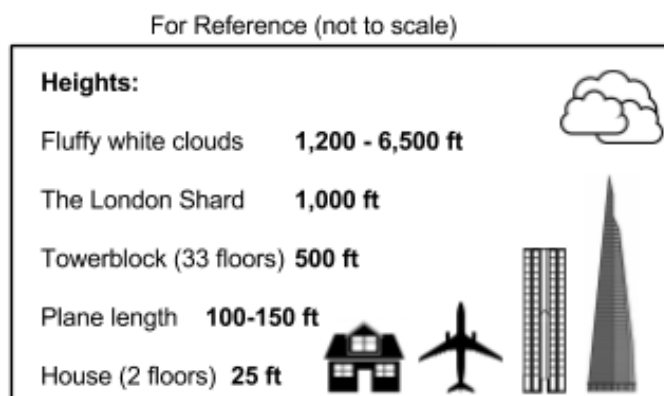 For Reference (not to scale)
Heights:
Fluffy white clouds 1,200 - 6,500 ft
The London Shard 1,000 ft
Towerblock (33 floors) 500 ft
Plane length 100-150 ft
House (2 floors) 25 ft